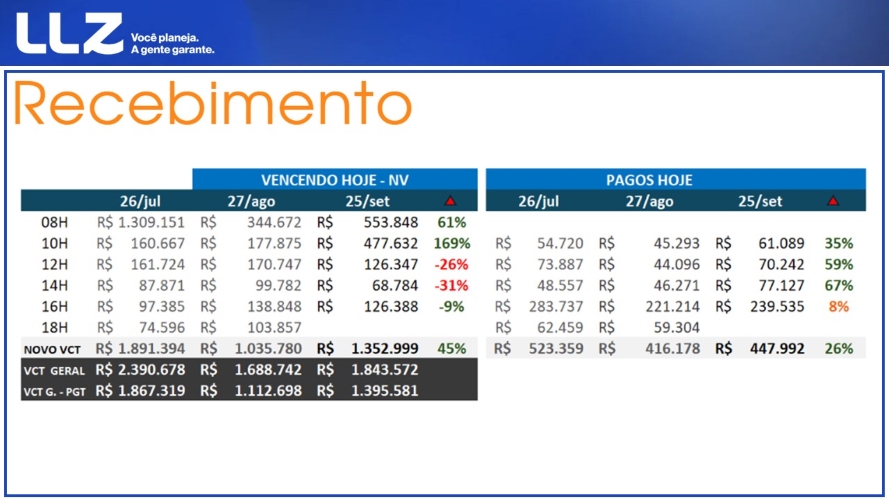 LLZ Você planeja.
A gente garante.
Recebimento
VENCENDO HOJE - NV PAGOS HOJE
26/jul 27/ago 25/set 26/jul 27/ago 25/set
08H R$ 1.309.151 R$ 344.672 R$ 553.848 61%
10H R$ 160.667 R$ 177.875 R$ 477.632 169% R$ 54.720 R$ 45.293 R$ 61.089 35%
12H R$ 161.724 R$ 170.747 R$ 126.347 -26% R$ 73.887 R$ 44.096 R$ 70.242 59%
14H R$ 87.871 R$ 99.782 R$ 68.784 -31% R$ 48.557 R$ 46.271 R$ 77.127 67%
16H R$ 97.385 R$ 138.848 R$ 126.388 -9% R$ 283.737 R$ 221.214 R$ 239.535 8%
18H R$ 74.596 R$ 103.857 R$ 62.459 R$ 59.304
NOVO VCT R$ 1.891.394 R$ 1.035.780 R$ 1.352.999 45% R$ 523.359 R$ 416.178 R$ 447.992 26%
VCT GERAL R$ 2.390.678 R$ 1.688.742 R$ 1.843.572
VCT G. - PGT R$ 1.867.319 R$ 1.112.698 R$ 1.395.581